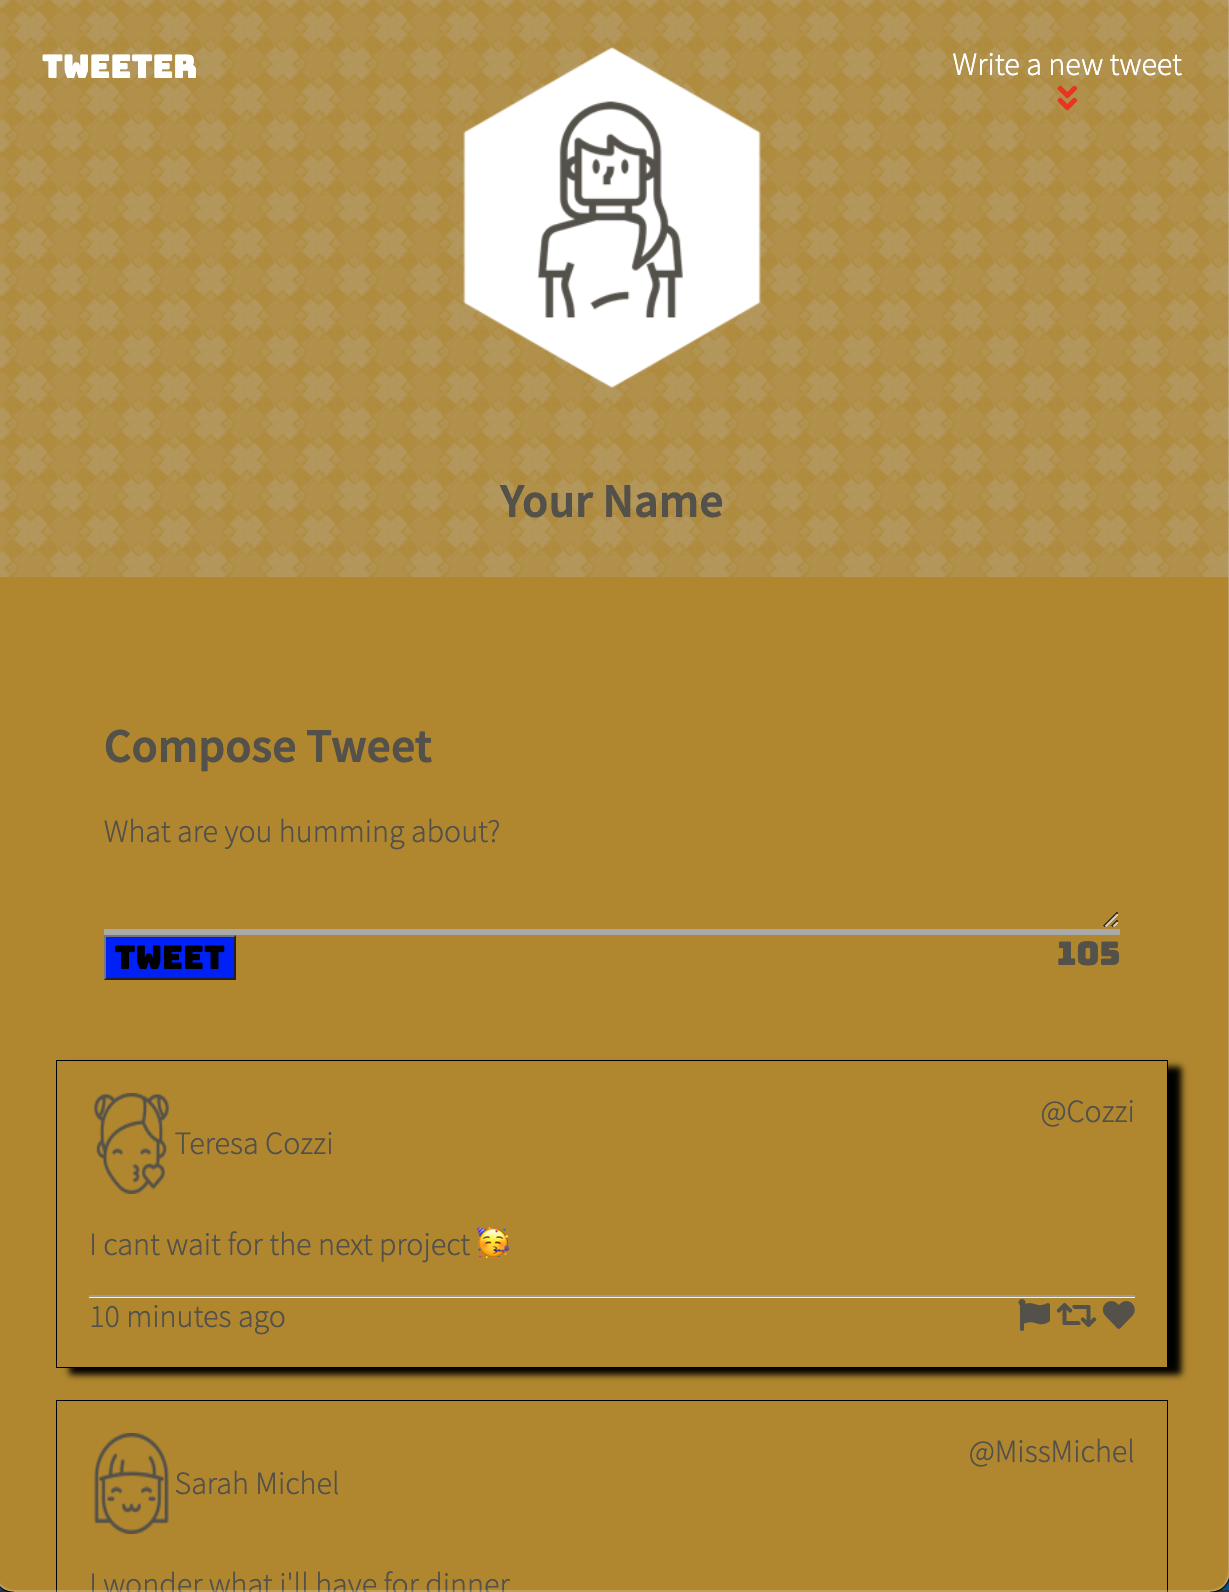 TWEETER
Write a new tweet
Your Name
Compose Tweet
What are you humming about?
TWEET
105
Teresa Cozzi
@Cozzi
I cant wait for the next project 🥳
10 minutes ago
Sarah Michel
@MissMichel
I wonder what i'll have for dinner